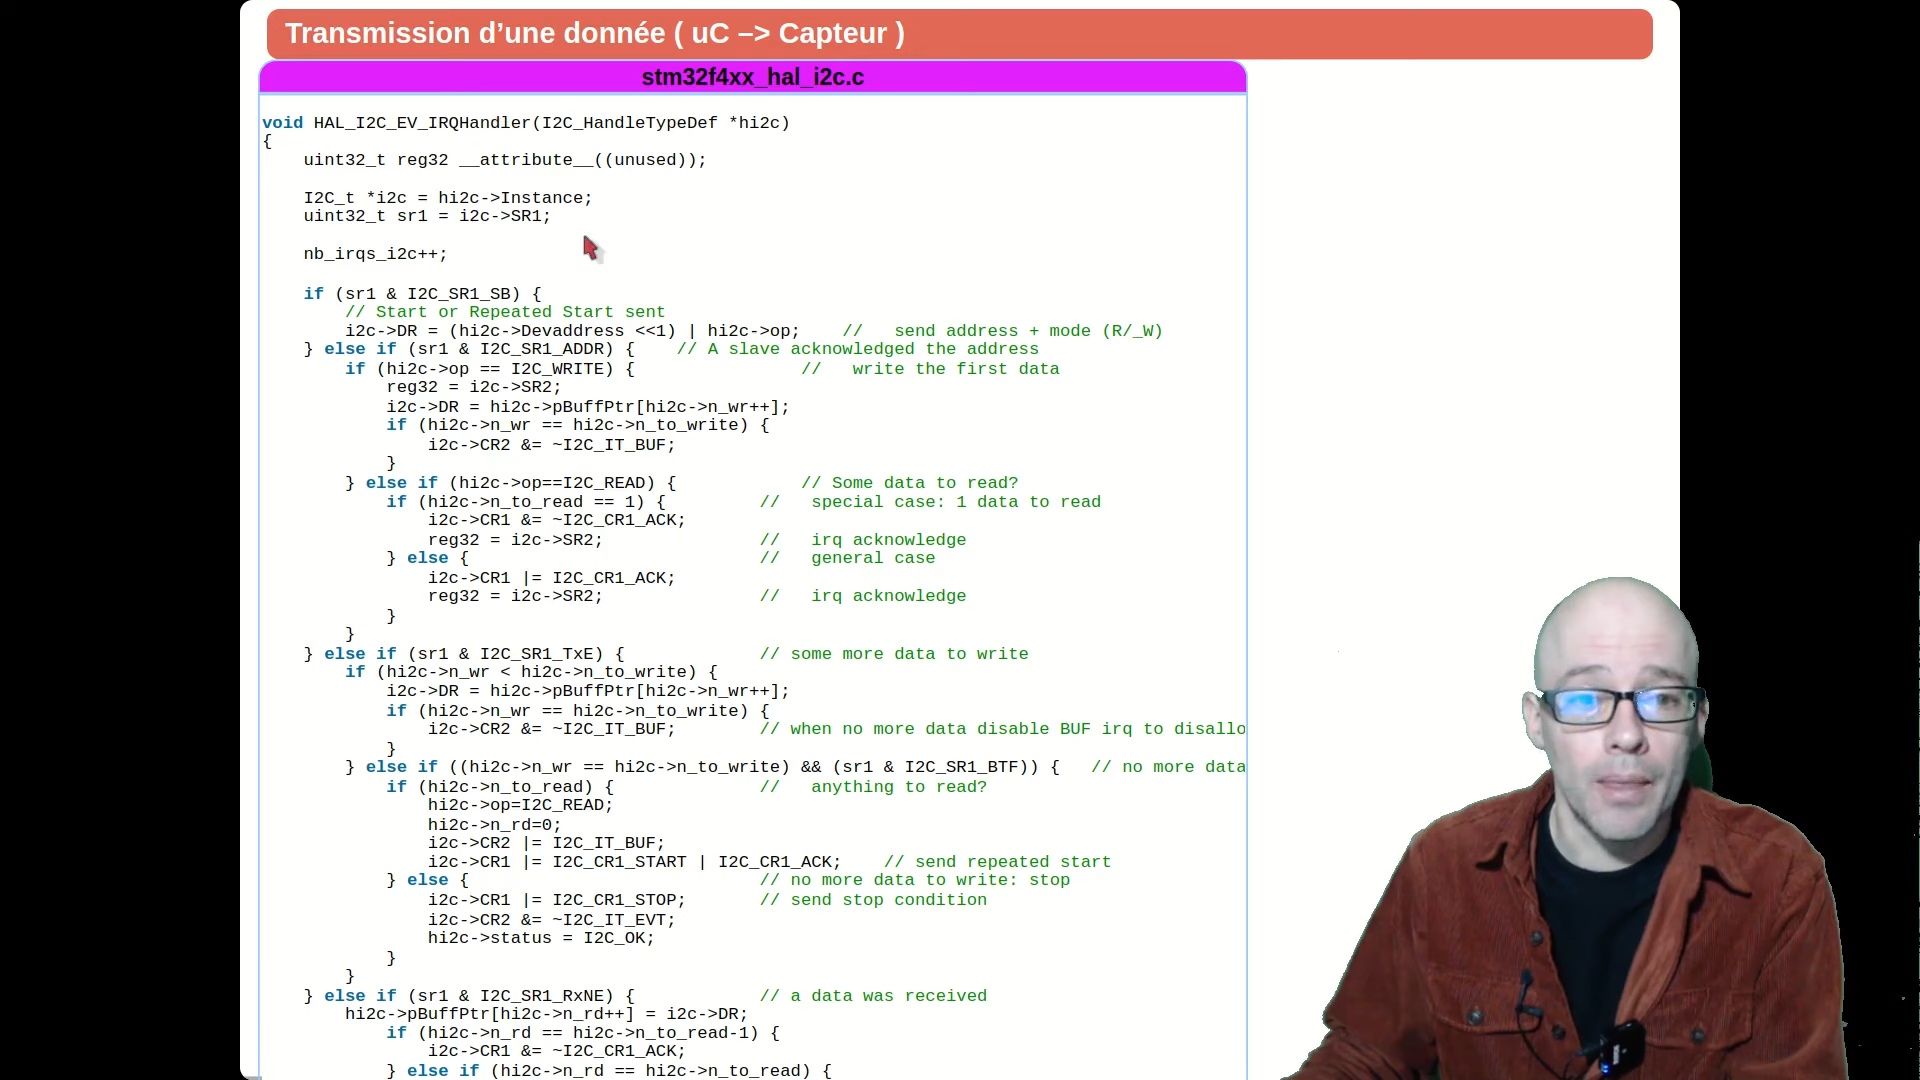 Transmission d’une donnée ( uC –> Capteur )
stm32f4xx_hal_i2c.c
void HAL_I2C_EV_IRQHandler(I2C_HandleTypeDef *hi2c)
{
    uint32_t reg32 __attribute__((unused));
    I2C_t *i2c = hi2c->Instance;
    uint32_t sr1 = i2c->SR1;
    nb_irqs_i2c++;
    if (sr1 & I2C_SR1_SB) {
        // Start or Repeated Start sent
        i2c->DR = (hi2c->Devaddress <<1) | hi2c->op;    //   send address + mode (R/_W)
    } else if (sr1 & I2C_SR1_ADDR) {    // A slave acknowledged the address
        if (hi2c->op == I2C_WRITE) {                //   write the first data
            reg32 = i2c->SR2;
            i2c->DR = hi2c->pBuffPtr[hi2c->n_wr++];
            if (hi2c->n_wr == hi2c->n_to_write) {
                i2c->CR2 &= ~I2C_IT_BUF;
            }
        } else if (hi2c->op==I2C_READ) {            // Some data to read?
            if (hi2c->n_to_read == 1) {         //   special case: 1 data to read
                i2c->CR1 &= ~I2C_CR1_ACK;
                reg32 = i2c->SR2;               //   irq acknowledge
            } else {                            //   general case
                i2c->CR1 |= I2C_CR1_ACK;
                reg32 = i2c->SR2;               //   irq acknowledge
            }
        }
    } else if (sr1 & I2C_SR1_TxE) {             // some more data to write
        if (hi2c->n_wr < hi2c->n_to_write) {
            i2c->DR = hi2c->pBuffPtr[hi2c->n_wr++];
            if (hi2c->n_wr == hi2c->n_to_write) {
                i2c->CR2 &= ~I2C_IT_BUF;        // when no more data disable BUF irq to disallo
            }
        } else if ((hi2c->n_wr == hi2c->n_to_write) && (sr1 & I2C_SR1_BTF)) {   // no more data
            if (hi2c->n_to_read) {              //   anything to read?
                hi2c->op=I2C_READ;
                hi2c->n_rd=0;
                i2c->CR2 |= I2C_IT_BUF;
                i2c->CR1 |= I2C_CR1_START | I2C_CR1_ACK;    // send repeated start
            } else {                            // no more data to write: stop
                i2c->CR1 |= I2C_CR1_STOP;       // send stop condition
                i2c->CR2 &= ~I2C_IT_EVT;
                hi2c->status = I2C_OK;
            }
        }
    } else if (sr1 & I2C_SR1_RxNE) {            // a data was received
        hi2c->pBuffPtr[hi2c->n_rd++] = i2c->DR;
            if (hi2c->n_rd == hi2c->n_to_read-1) {
                i2c->CR1 &= ~I2C_CR1_ACK;
            } else if (hi2c->n_rd == hi2c->n_to_read) {